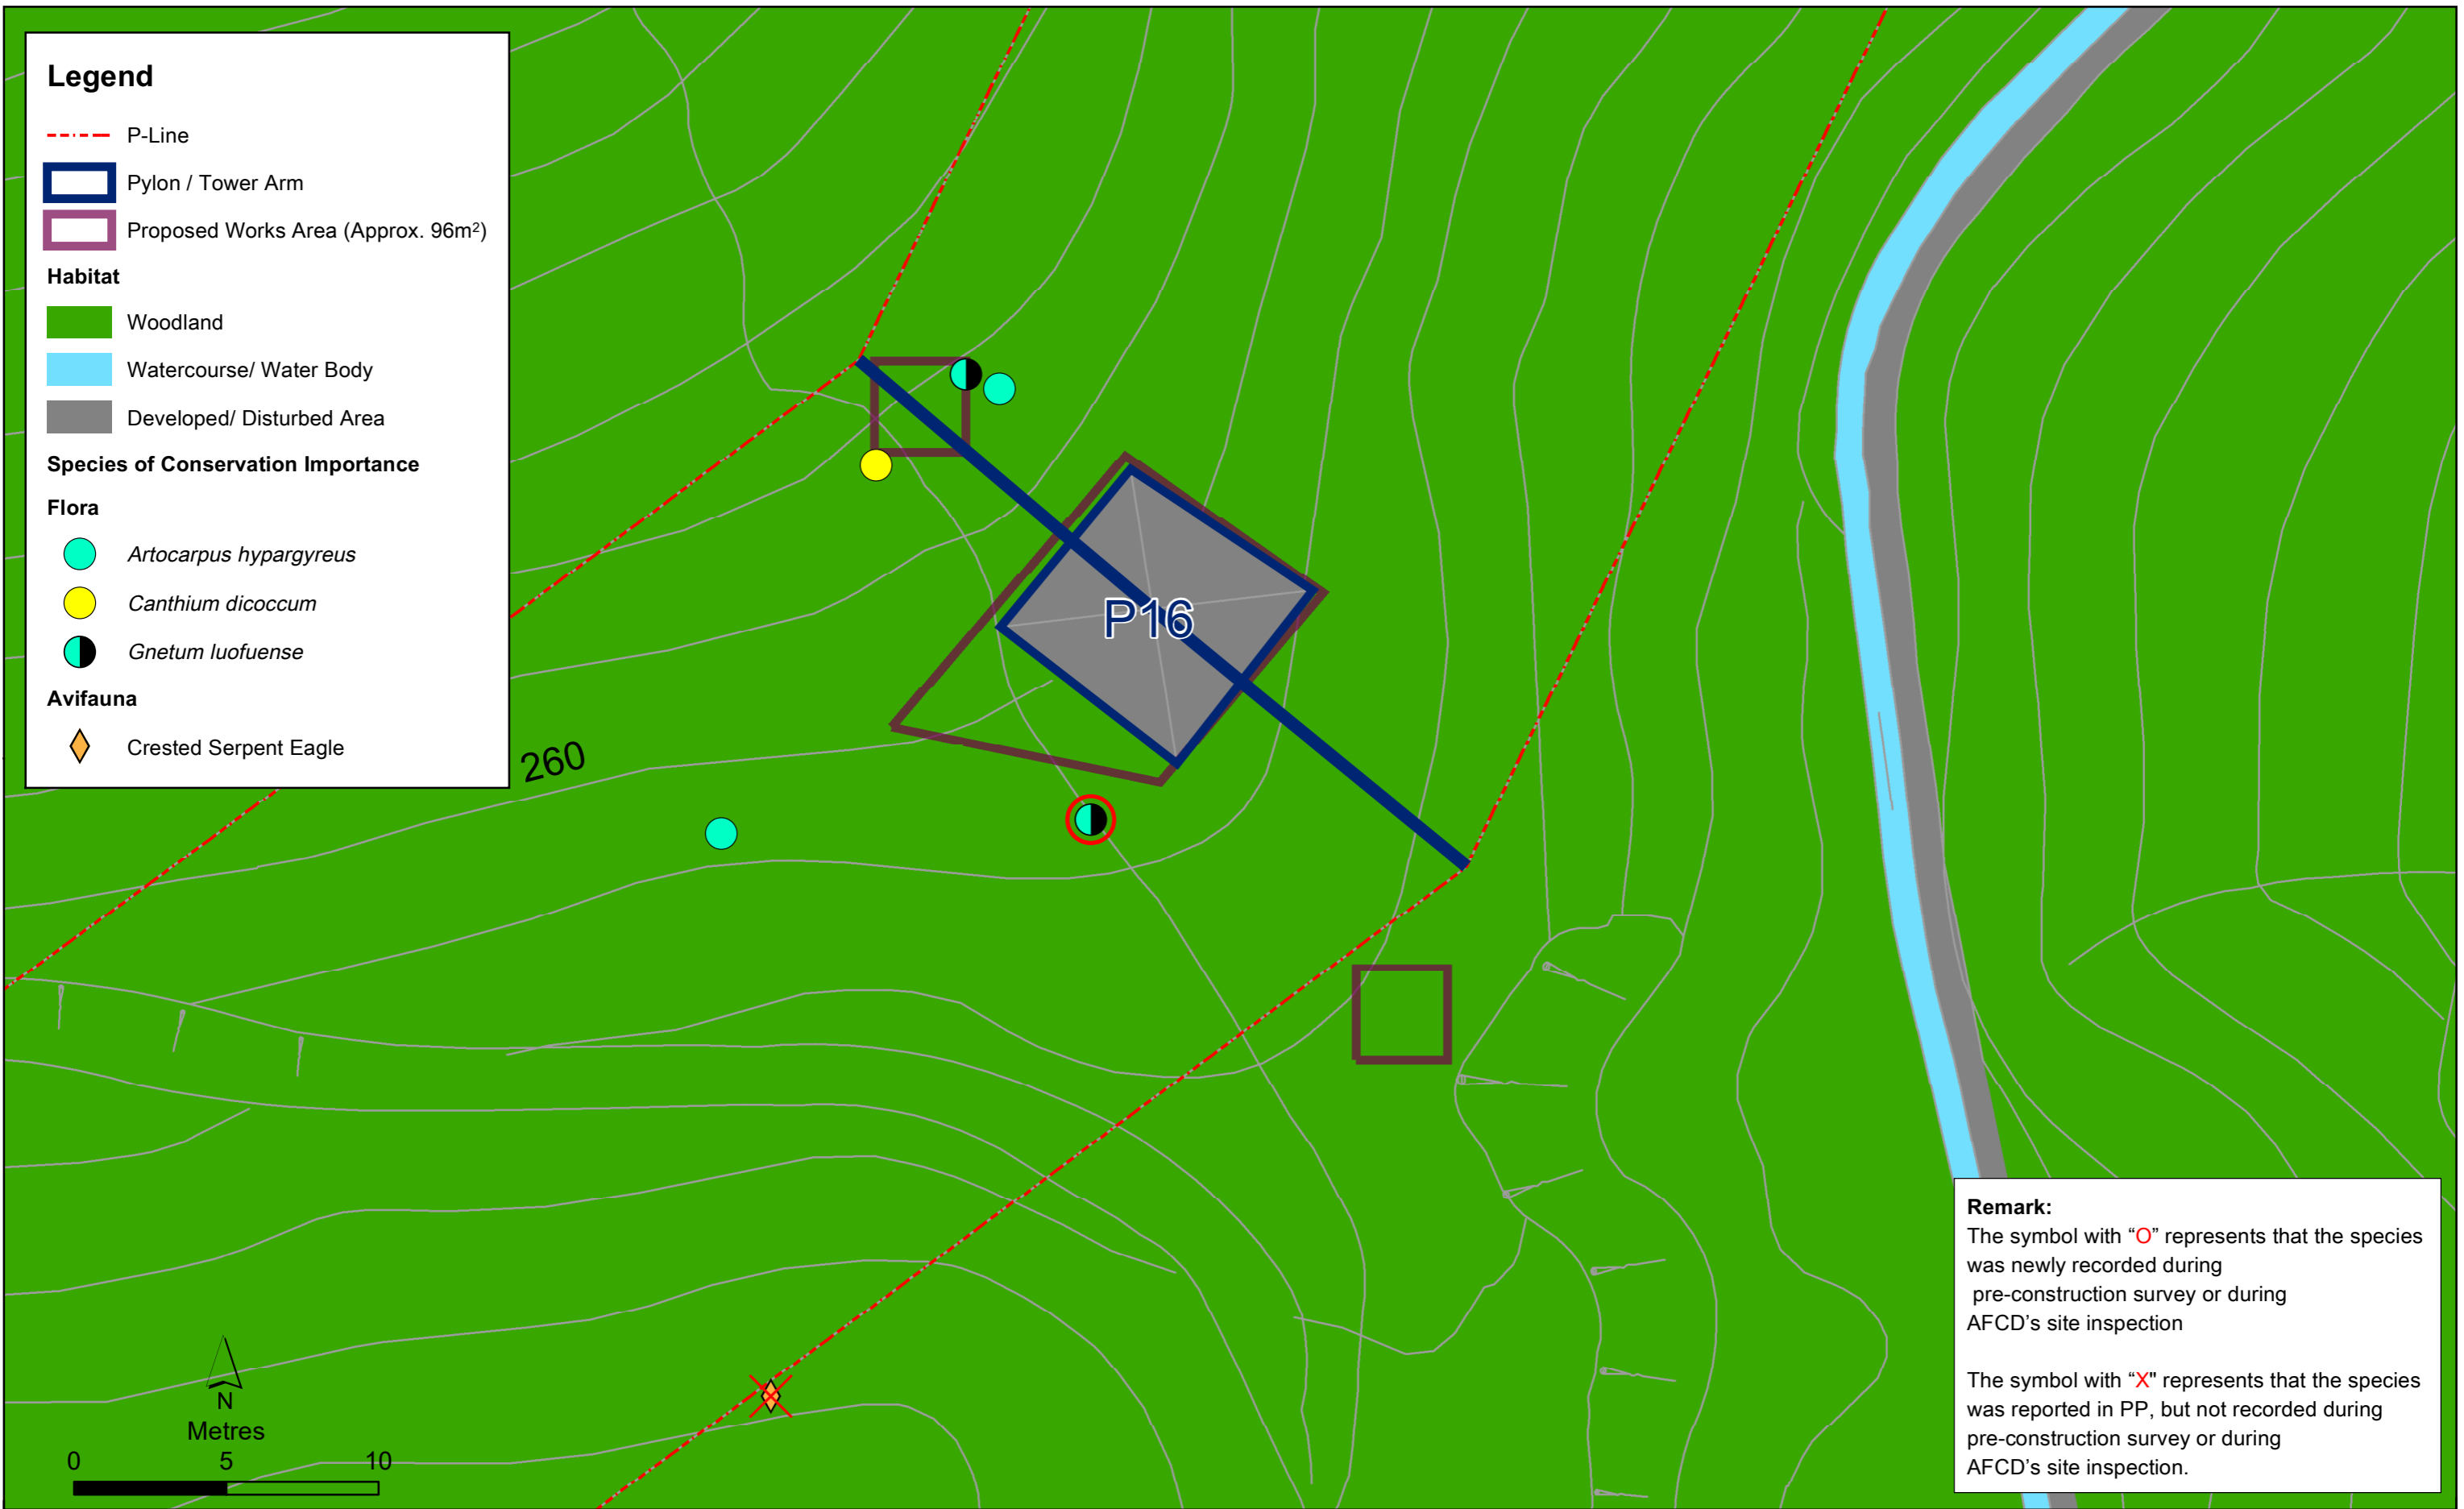 Legend
P-Line
Pylon / Tower Arm
Proposed Works Area (Approx. 96m²)
Habitat
Woodland
Watercourse/ Water Body
Developed/ Disturbed Area
Species of Conservation Importance
Flora
Artocarpus hypargyreus
Canthium dicoccum
Gnetum luofuense
Avifauna
Crested Serpent Eagle
P16
260
N
Metres
0 5 10
Remark:
The symbol with “O” represents that the species
was newly recorded during
pre-construction survey or during
AFCD's site inspection
The symbol with “X" represents that the species
was reported in PP, but not recorded during
pre-construction survey or during
AFCD's site inspection.